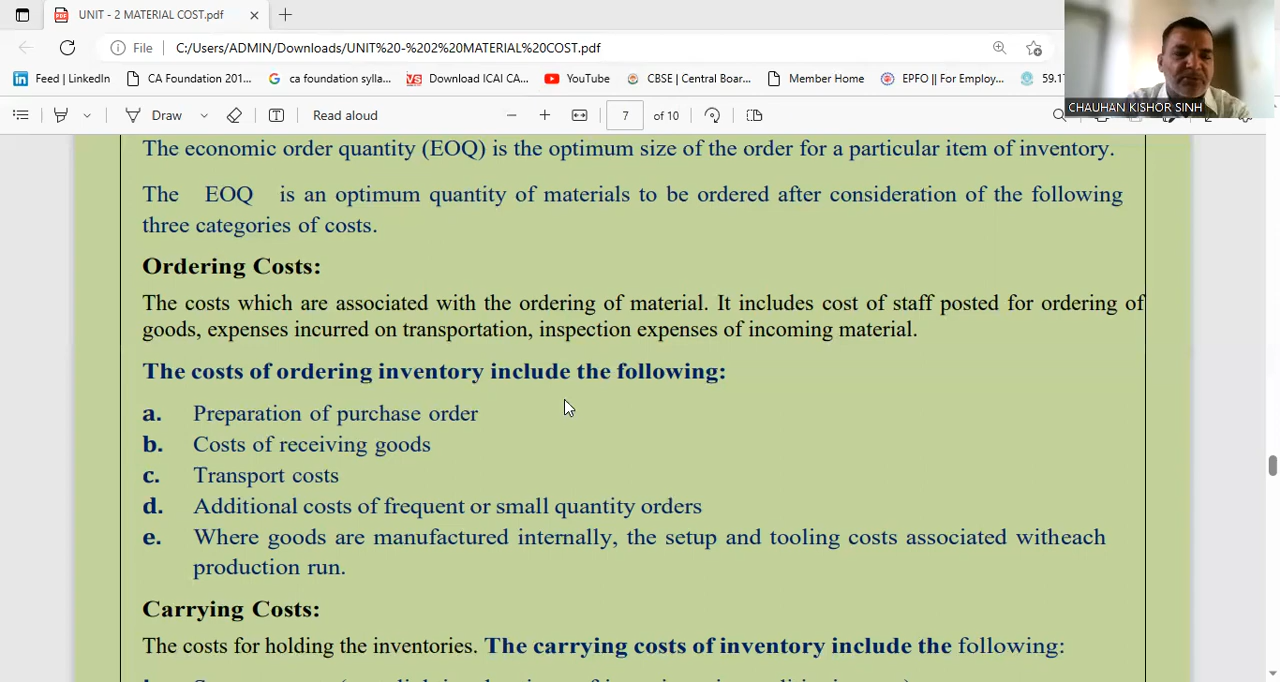 UNIT - 2 MATERIAL COST.pdf
File C:/Users/ADMIN/Downloads/UNIT%20-%202%20MATERIAL%20COST.pdf
Feed | LinkedIn CA Foundation 201... ca foundation sylla... Download ICAI CA... YouTube CBSE | Central Boar... Member Home EPFO || For Employ... 59.1
CHAUHAN KISHOR SINH
Draw Read aloud 7 of 10
The economic order quantity (EOQ) is the optimum size of the order for a particular item of inventory.
The EOQ is an optimum quantity of materials to be ordered after consideration of the following
three categories of costs.
Ordering Costs:
The costs which are associated with the ordering of material. It includes cost of staff posted for ordering of
goods, expenses incurred on transportation, inspection expenses of incoming material.
The costs of ordering inventory include the following:
a. Preparation of purchase order
b. Costs of receiving goods
c. Transport costs
d. Additional costs of frequent or small quantity orders
e. Where goods are manufactured internally, the setup and tooling costs associated witheach
production run.
Carrying Costs:
The costs for holding the inventories. The carrying costs of inventory include the following: